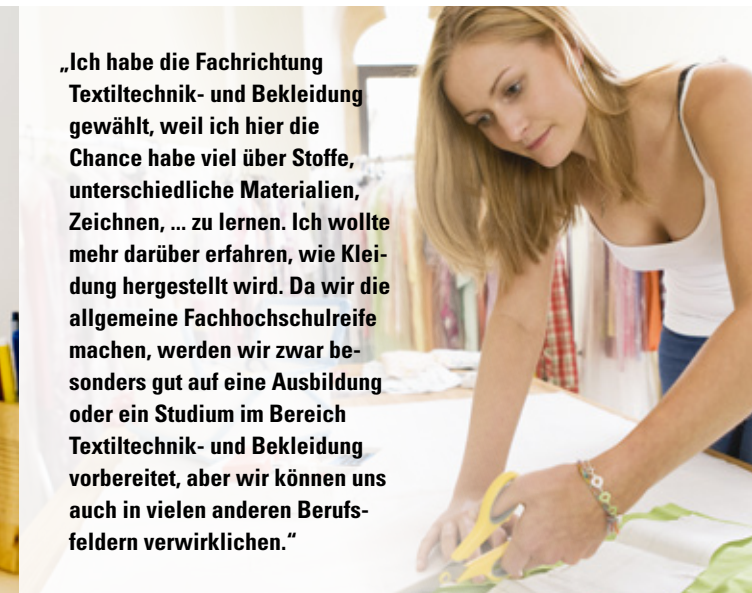 „Ich habe die Fachrichtung
Textiltechnik- und Bekleidung
gewählt, weil ich hier die
Chance habe viel über Stoffe,
unterschiedliche Materialien,
Zeichnen, ... zu lernen. Ich wollte
mehr darüber erfahren, wie Klei-
dung hergestellt wird. Da wir die
allgemeine Fachhochschulreife
machen, werden wir zwar be-
sonders gut auf eine Ausbildung
oder ein Studium im Bereich
Textiltechnik- und Bekleidung
vorbereitet, aber wir können uns
auch in vielen anderen Berufs-
feldern verwirklichen.“